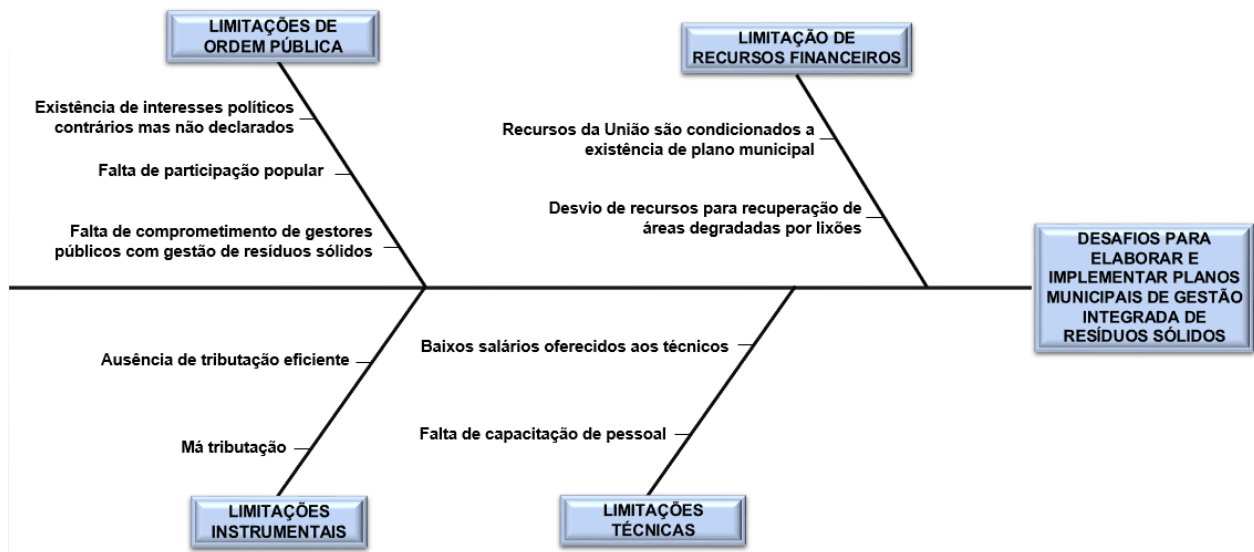 LIMITAÇÕES DE
ORDEM PÚBLICA
Existência de interesses políticos
contrários mas não declarados
Falta de participação popular
Falta de comprometimento de gestores
públicos com gestão de resíduos sólidos
LIMITAÇÃO DE
RECURSOS FINANCEIROS
Recursos da União são condicionados a
existência de plano municipal
Desvio de recursos para recuperação de
áreas degradadas por lixões
DESAFIOS PARA
ELABORAR E
IMPLEMENTAR PLANOS
MUNICIPAIS DE GESTÃO
INTEGRADA DE
RESÍDUOS SÓLIDOS
Ausência de tributação eficiente
Má tributação
LIMITAÇÕES
INSTRUMENTAIS
Baixos salários oferecidos aos técnicos
Falta de capacitação de pessoal
LIMITAÇÕES
TÉCNICAS